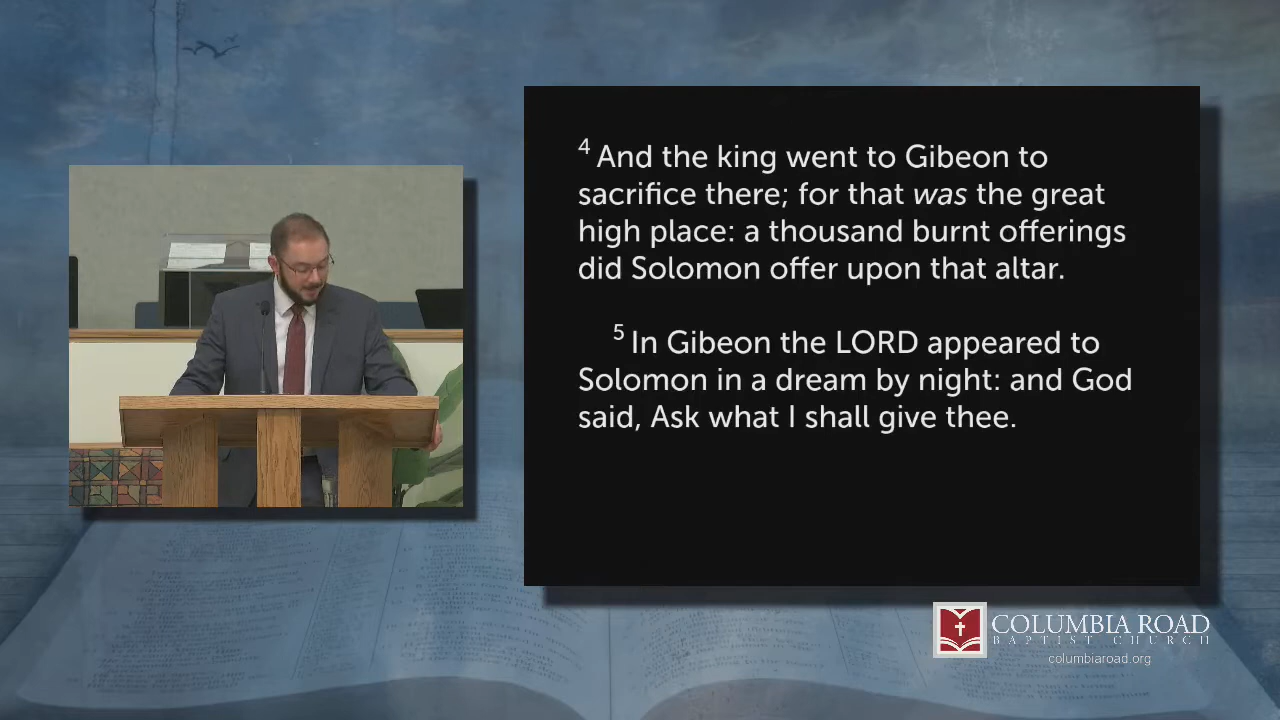 4 And the king went to Gibeon to
sacrifice there; for that was the great
high place: a thousand burnt offerings
did Solomon offer upon that altar.
5 In Gibeon the LORD appeared to
Solomon in a dream by night: and God
said, Ask what I shall give thee.
COLUMBIA ROAD
BAPTIST CHURCH
columbiaroad.org